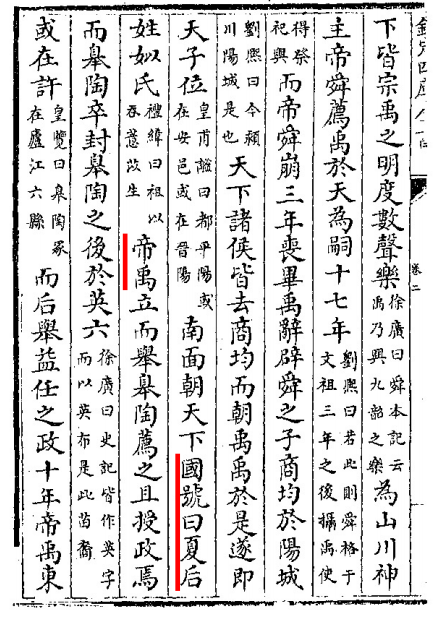 卷二
下皆宗禹之明度數聲樂徐廣曰舜本記云禹乃興九韶之樂為山川神
主帝舜薦禹於天為嗣十七年劉熙曰若此則舜格于文祖三年之後攝禹使
得祭祀與而帝舜崩三年喪畢禹辭辟舜之子商均於陽城
劉熙曰今潁川陽城是也天下諸侯皆去商均而朝禹禹於是遂即
天子位皇甫謐曰都平陽或在安邑或在晉陽南面朝天下國號曰夏后
姓姒氏禮緯曰祖以吞薏苡生帝禹立而舉皋陶薦之且授政焉
而皋陶卒封皋陶之後於英六徐廣曰史記皆作英字而以英布是此苗裔
或在許皇覽曰皋陶冢在廬江六縣而后舉益任之政十年帝禹東